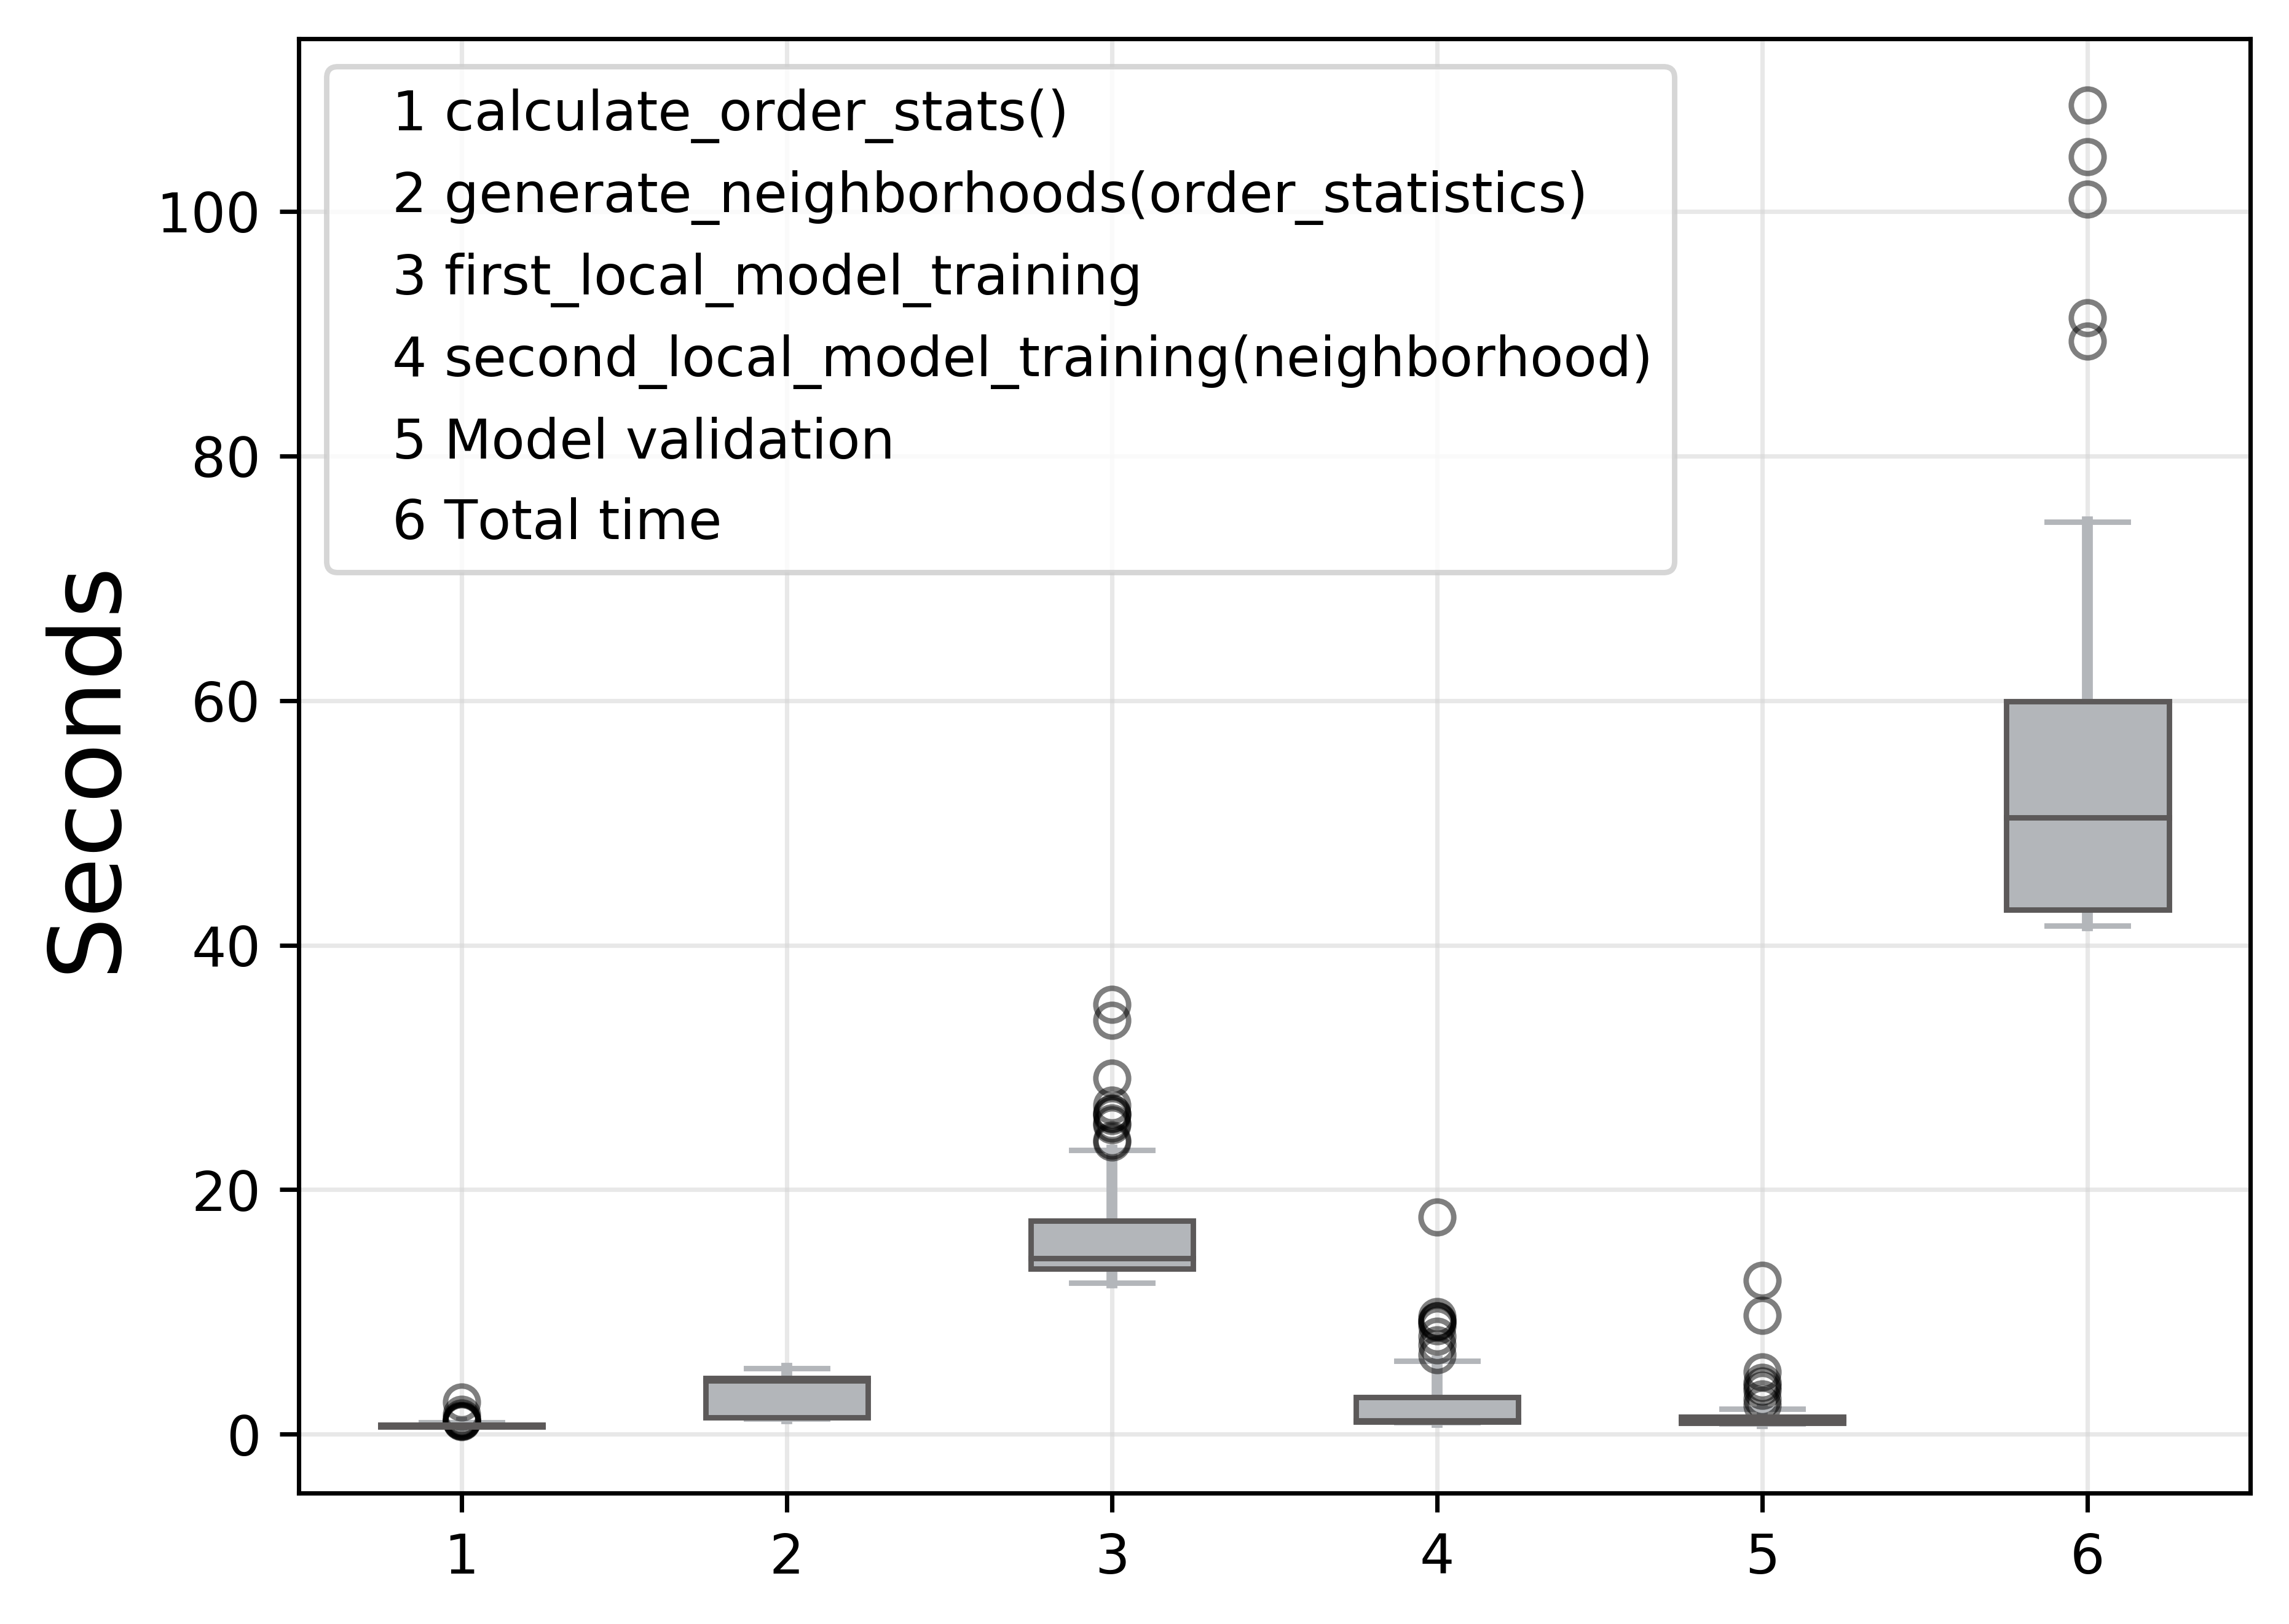 1 calculate_order_stats()
2 generate_neighborhoods(order_statistics)
3 first_local_model_training
4 second_local_model_training(neighborhood)
5 Model validation
6 Total time
Seconds
100
80
60
40
20
0
1 2 3 4 5 6